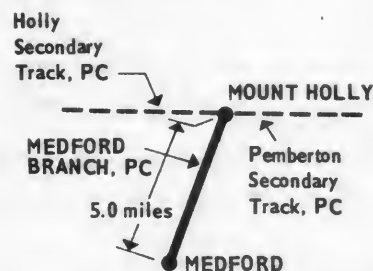 Holly
Secondary
Track, PC
MOUNT HOLLY
MEDFORD
BRANCH, PC
Pemberton
Secondary
Track, PC
5.0 miles
MEDFORD